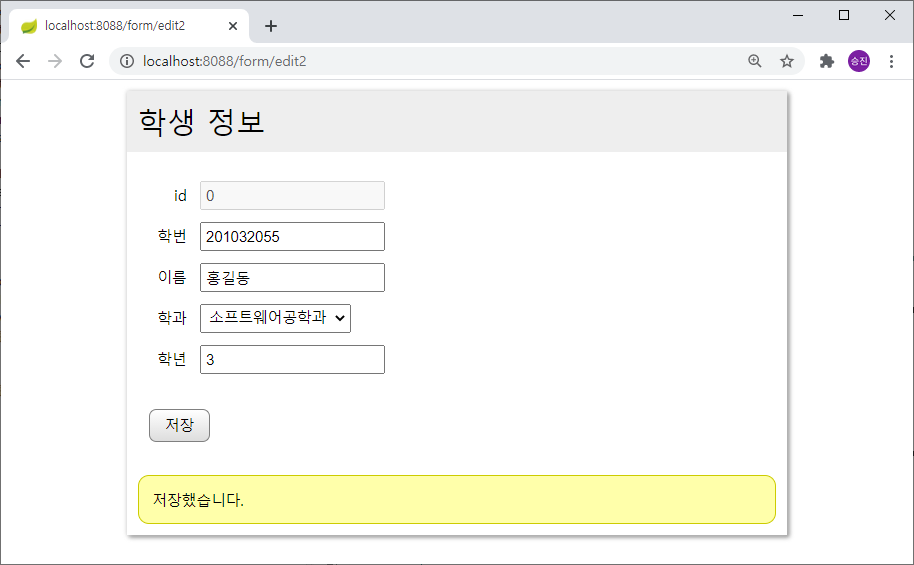 localhost:8088/form/edit2
localhost:8088/form/edit2
승진
학생 정보
id 0
학번 201032055
이름 홍길동
학과 소프트웨어공학과
학년 3
저장
저장했습니다.